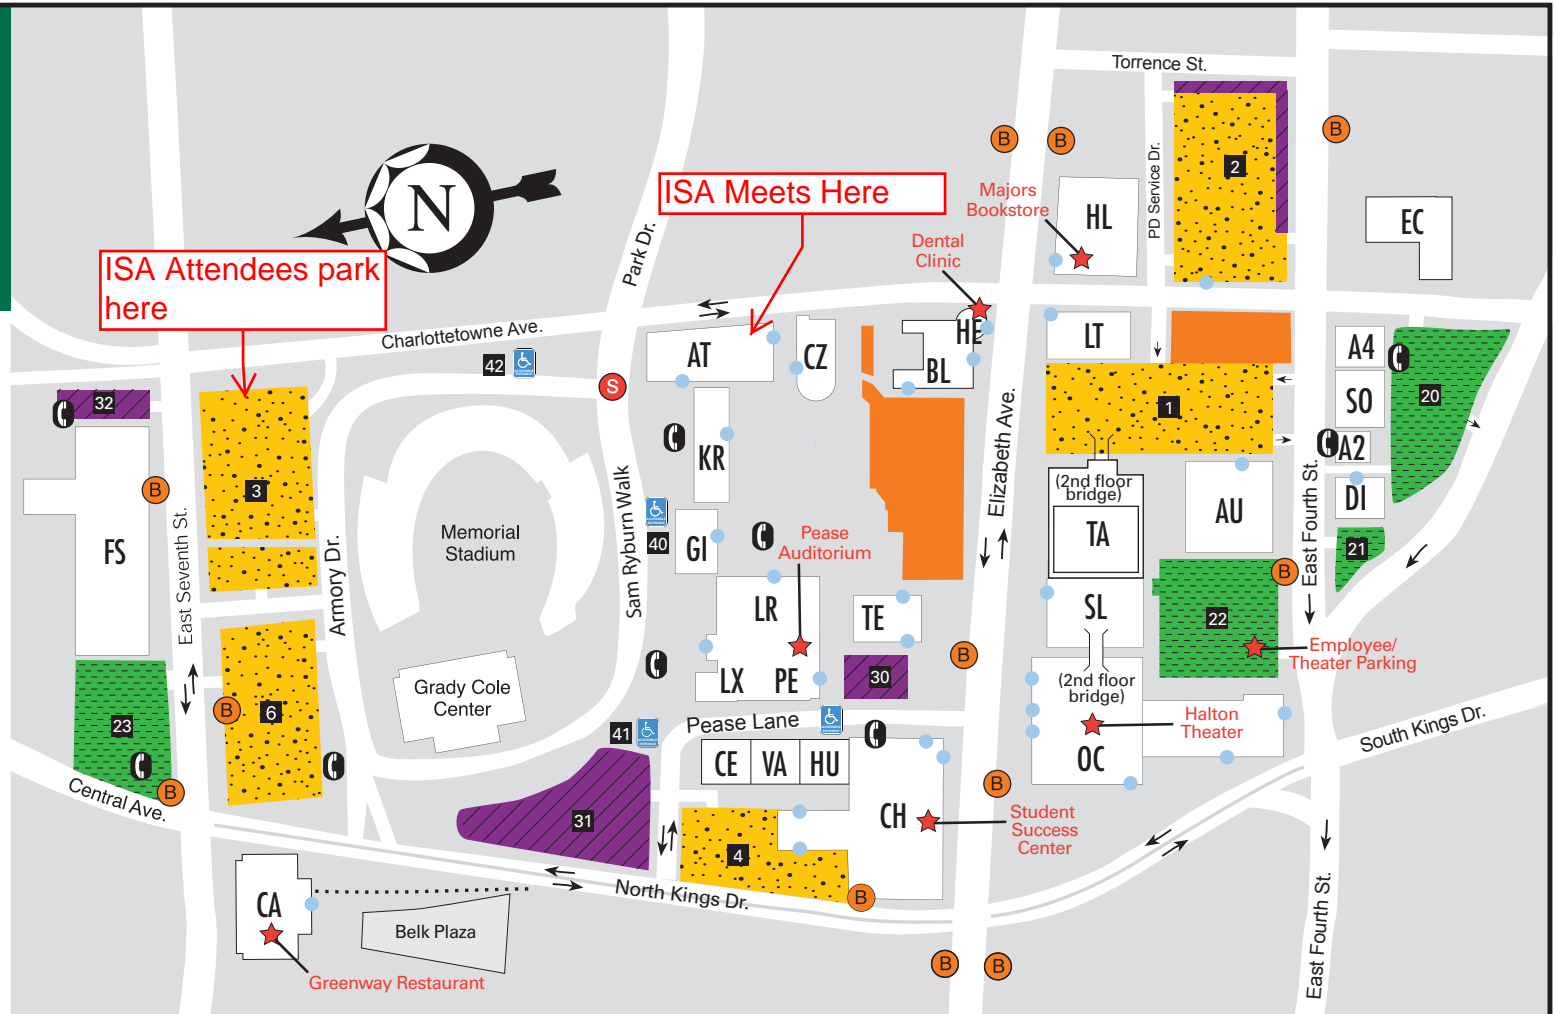 Torrence St.
B
B
B
2
PD Service Dr.
Majors
Bookstore
HL
EC
N
ISA Meets Here
Park Dr.
Dental
Clinic
ISA Attendees park
here
Charlottetowne Ave.
42
S
AT
CZ
HE
BL
LT
A4
SO
A2
DI
20
1
32
3
B
FS
East Seventh St.
Armory Dr.
Memorial
Stadium
Sam Ryburn Walk
KR
40
GI
Pease
Auditorium
Elizabeth Ave.
(2nd floor
bridge)
TA
AU
East Fourth St.
21
B
LR
TE
SL
22
LX
PE
30
B
Employee/
Theater Parking
(2nd floor
bridge)
Grady Cole
Center
23
B
6
41
Pease Lane
Halton
Theater
OC
South Kings Dr.
CE
VA
HU
B
B
Central Ave.
31
4
CH
Student
Success
Center
B
North Kings Dr.
CA
Belk Plaza
Greenway Restaurant
B
B
East Fourth St.